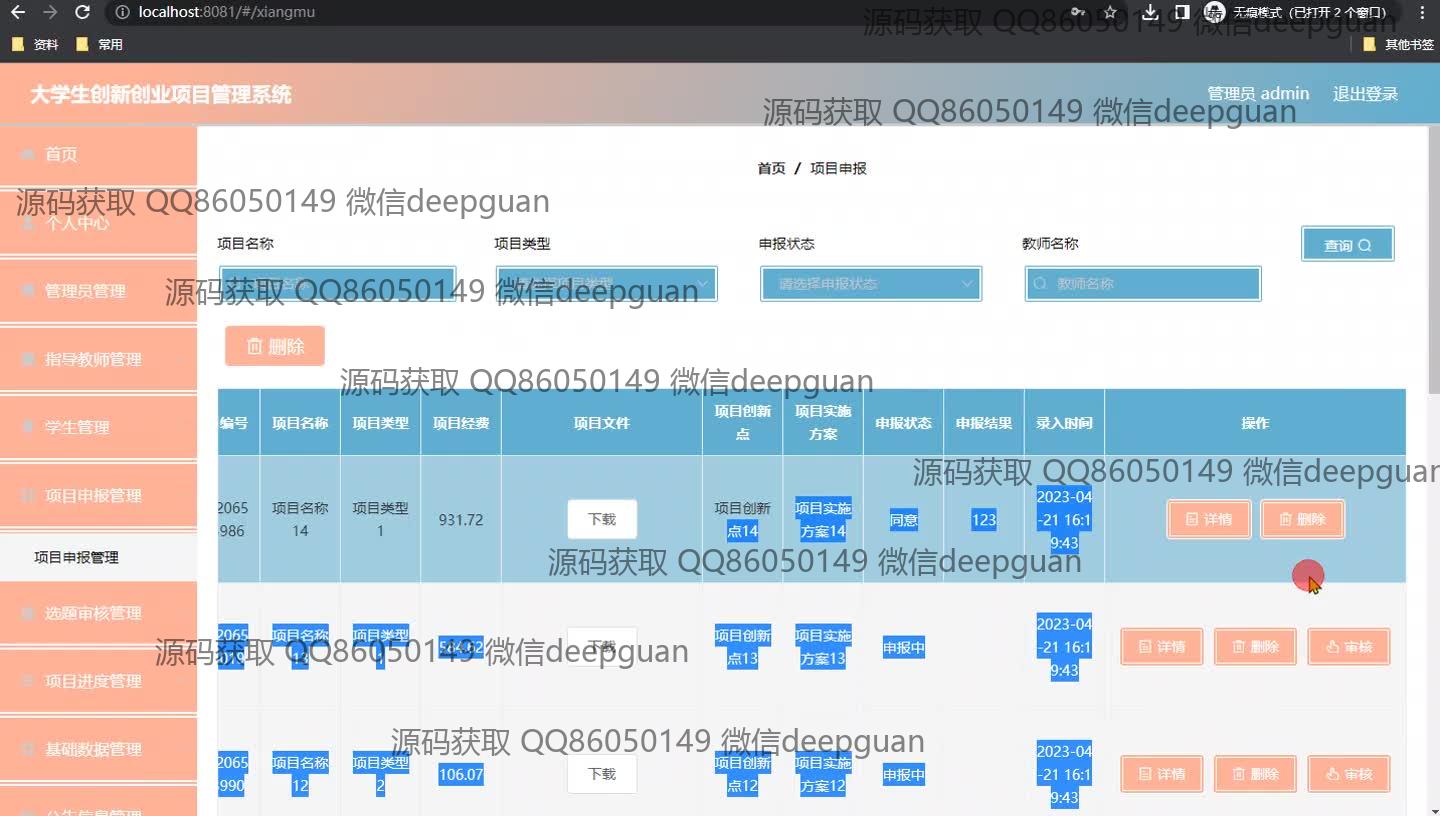 localhost:8081/#/xiangmu
无痕模式（已打开 2 个窗口）
资料 常用 其他书签
源码获取 QQ86050149 微信deepguan
大学生创新创业项目管理系统
管理员 admin 退出登录
源码获取 QQ86050149 微信deepguan
首页
首页 / 项目申报
源码获取 QQ86050149 微信deepguan
个人中心
项目名称 项目类型 申报状态 教师名称
查询
管理员管理
请选择申报状态 教师名称
源码获取 QQ86050149 微信deepguan
删除
指导教师管理
源码获取 QQ86050149 微信deepguan
编号 项目名称 项目类型 项目经费 项目文件 项目创新点 项目实施方案 申报状态 申报结果 录入时间 操作
学生管理
源码获取 QQ86050149 微信deepguan
项目申报管理
2065 项目名称 项目类型 931.72 下载 项目创新 项目实施 同意 123 2023-04
986 14 1 点14 方案14 -21 16:1
9:43
详情 删除
项目申报管理
源码获取 QQ86050149 微信deepguan
选题审核管理
2065 项目名称 项目类型 下载 项目创新 项目实施 申报中 2023-04
13 1 点13 方案13 -21 16:1
9:43
详情 删除 审核
源码获取 QQ86050149 微信deepguan
项目进度管理
基础数据管理
源码获取 QQ86050149 微信deepguan
2065 项目名称 项目类型 106.07 下载 项目创新 项目实施 申报中 2023-04
990 12 2 点12 方案12 -21 16:1
9:43
详情 删除 审核
公告信息管理